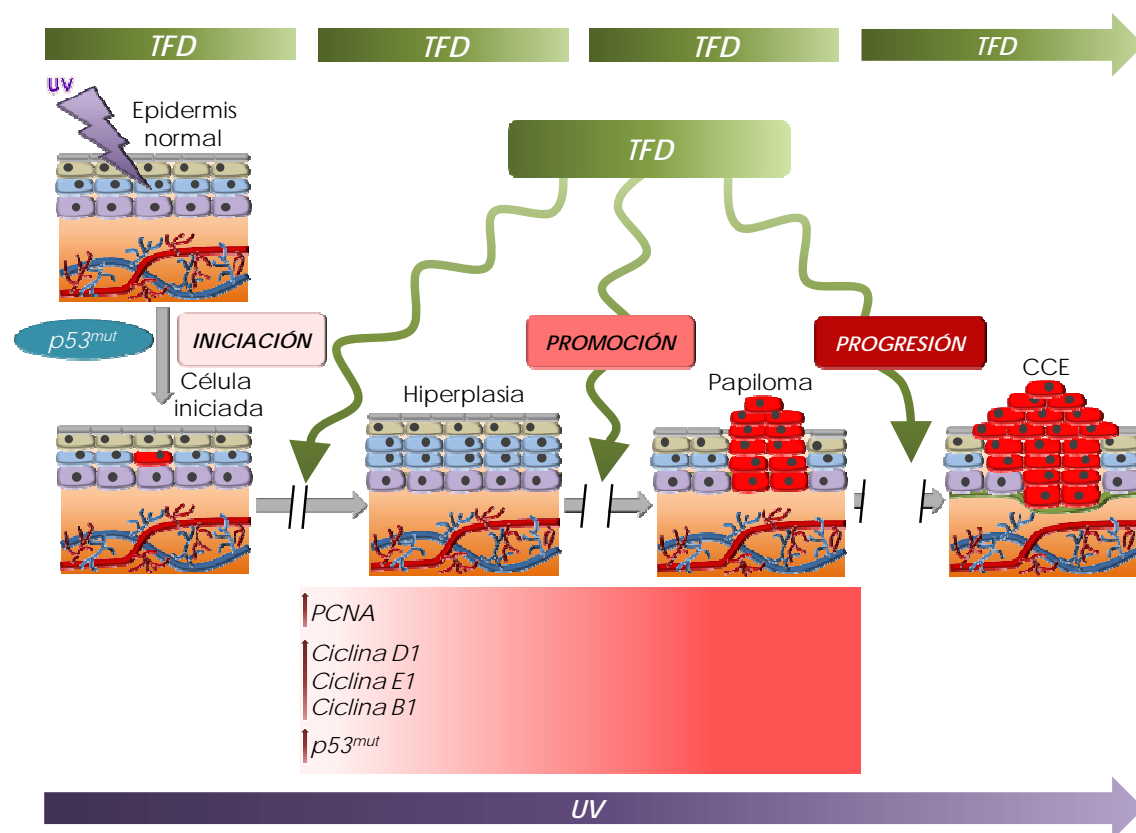 TFD TFD TFD TFD
UV
Epidermis
normal
TFD
p53mut
INICIACIÓN
PROMOCIÓN
PROGRESIÓN
Célula
iniciada
Hiperplasia
Papiloma
CCE
PCNA
Ciclina D1
Ciclina E1
Ciclina B1
p53mut
UV